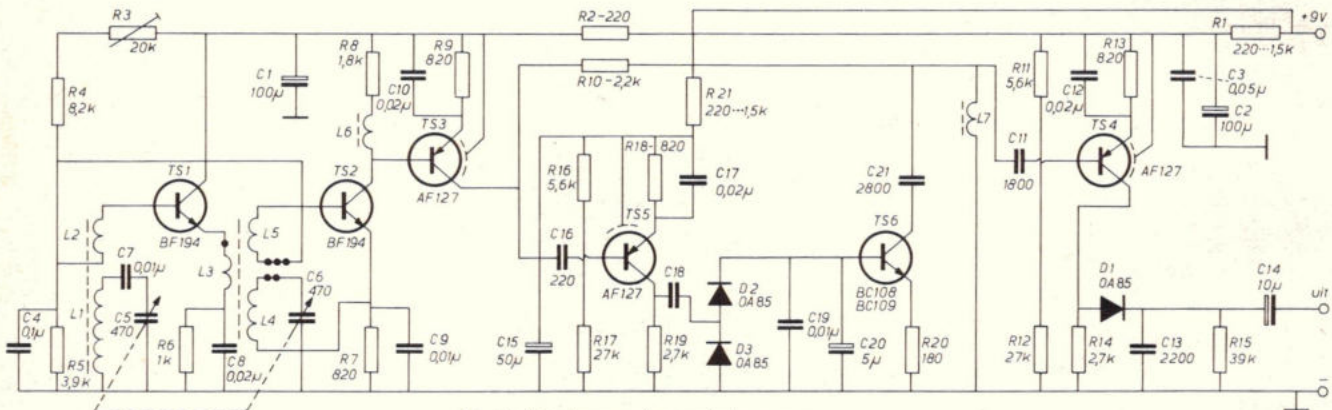 R3
20k
R2-220
R1
220...1,5k
+9v
R4
8,2k
C1
100µ
R8
1,8k
C10
0,02µ
R9
820
R10-2,2k
R21
220...1,5k
R11
5,6k
C12
0,02µ
R13
820
C3
0,05µ
C2
100µ
L6
TS3
AF127
L7
C11
1800
TS4
AF127
TS1
BF194
TS2
BF194
R16
5,6k
R18-820
C17
0,02µ
C21
2800
L2
L3
L5
C7
0,01µ
C6
470
TS5
AF127
C16
220
C18
TS6
BC108
BC109
D2
OA85
D3
OA85
D1
OA85
C14
10µ
uit
C4
0,1µ
R5
3,9k
L1
C5
470
R6
1k
C8
0,02µ
L4
R7
820
C9
0,01µ
C15
50µ
R17
27k
R19
2,7k
C19
0,01µ
C20
5µ
R20
180
R12
27k
R14
2,7k
C13
2200
R15
39k
-